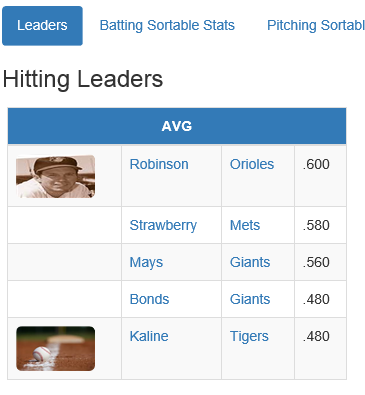 Leaders Batting Sortable Stats Pitching Sortabl
Hitting Leaders
AVG
Robinson Orioles .600
Strawberry Mets .580
Mays Giants .560
Bonds Giants .480
Kaline Tigers .480